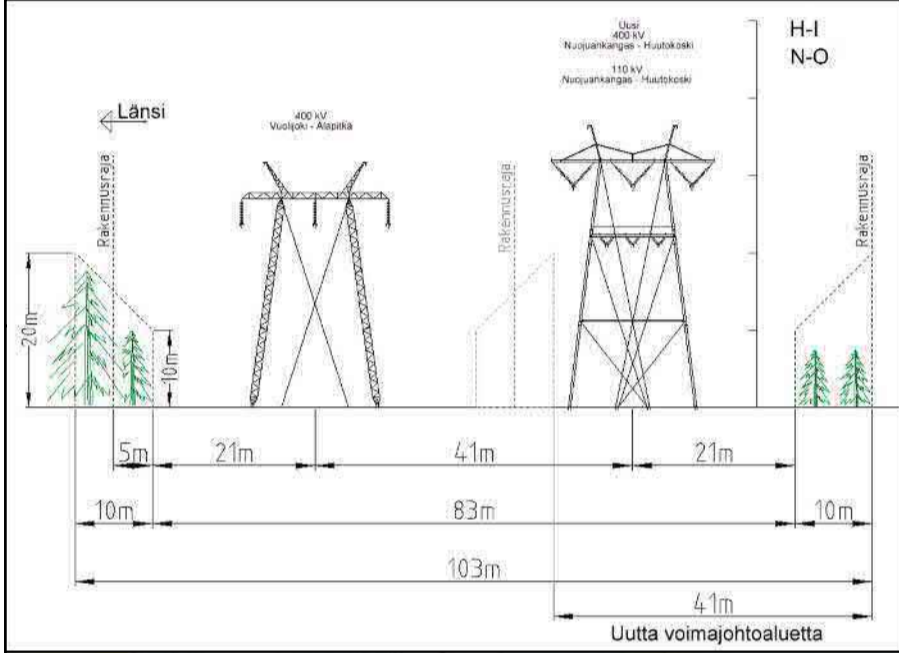 H-I
N-O
Uusi
400 kV
Nuojuankangas - Huutokoski
110 kV
Nuojuankangas - Huutokoski
Länsi
400 kV
Vuolijoki - Alapitkä
Rakennusraja
Rakennusraja
Rakennusraja
20m
10m
5m
21m
41m
21m
10m
83m
10m
103m
41m
Uutta voimajohtoaluetta